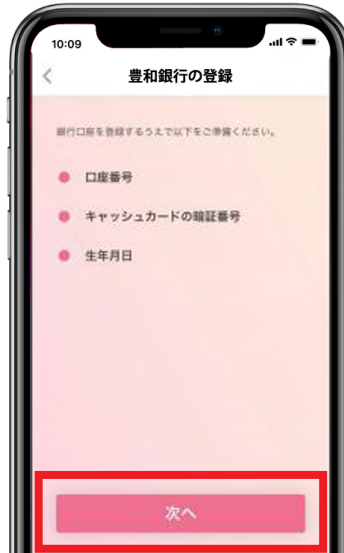 10:09
豊和銀行の登録
銀行口座を登録するうえで以下をご準備ください。
口座番号
キャッシュカードの暗証番号
生年月日
次へ